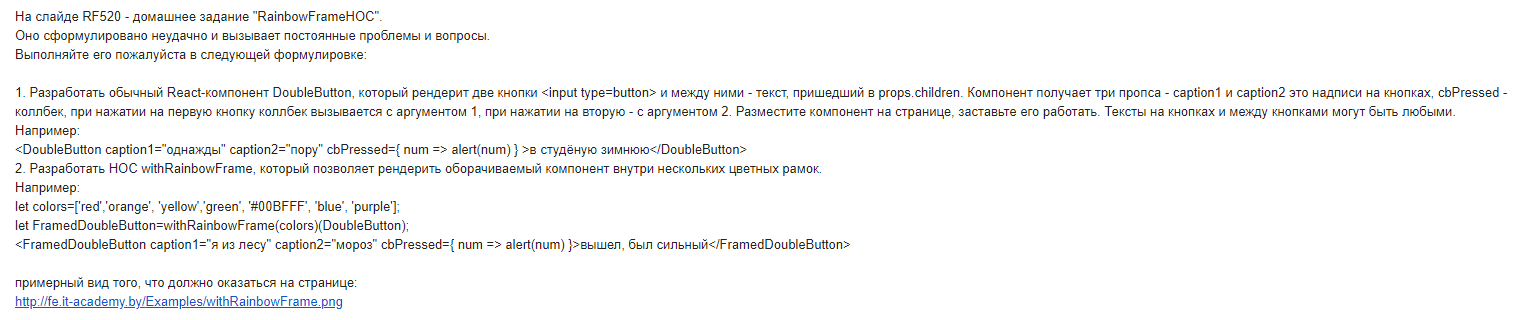 На слайде RF520 - домашнее задание "RainbowFrameHOC".
Оно сформулировано неудачно и вызывает постоянные проблемы и вопросы.
Выполняйте его пожалуйста в следующей формулировке:
1. Разработать обычный React-компонент DoubleButton, который рендерит две кнопки <input type=button> и между ними - текст, пришедший в props.children. Компонент получает три пропса - caption1 и caption2 это надписи на кнопках, cbPressed -
коллбек, при нажатии на первую кнопку коллбек вызывается с аргументом 1, при нажатии на вторую - с аргументом 2. Разместите компонент на странице, заставьте его работать. Тексты на кнопках и между кнопками могут быть любыми.
Например:
<DoubleButton caption1="однажды" caption2="пору" cbPressed={ num => alert(num) } >в студёную зимнюю</DoubleButton>
2. Разработать HOC withRainbowFrame, который позволяет рендерить оборачиваемый компонент внутри нескольких цветных рамок.
Например:
let colors=['red','orange', 'yellow','green', '#00BFFF', 'blue', 'purple'];
let FramedDoubleButton=withRainbowFrame(colors)(DoubleButton);
<FramedDoubleButton caption1="я из лесу" caption2="мороз" cbPressed={ num => alert(num) }>вышел, был сильный</FramedDoubleButton>
примерный вид того, что должно оказаться на странице:
http://fe.it-academy.by/Examples/withRainbowFrame.png